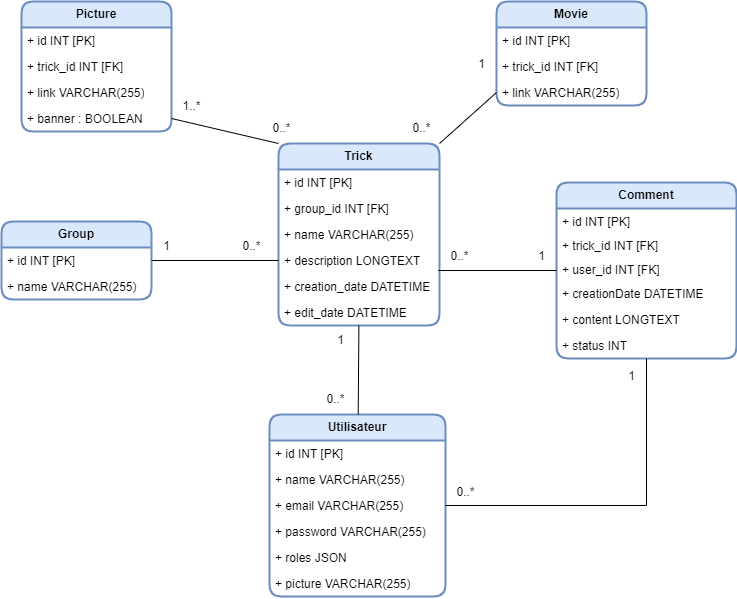 Picture
+ id INT [PK]
+ trick_id INT [FK]
+ link VARCHAR(255)
+ banner : BOOLEAN
Movie
+ id INT [PK]
+ trick_id INT [FK]
+ link VARCHAR(255)
1..*
0..*
1
0..*
Trick
+ id INT [PK]
+ group_id INT [FK]
+ name VARCHAR(255)
+ description LONGTEXT
+ creation_date DATETIME
+ edit_date DATETIME
Group
+ id INT [PK]
+ name VARCHAR(255)
1
0..*
0..*
1
Comment
+ id INT [PK]
+ trick_id INT [FK]
+ user_id INT [FK]
+ creationDate DATETIME
+ content LONGTEXT
+ status INT
1
0..*
1
0..*
Utilisateur
+ id INT [PK]
+ name VARCHAR(255)
+ email VARCHAR(255)
+ password VARCHAR(255)
+ roles JSON
+ picture VARCHAR(255)